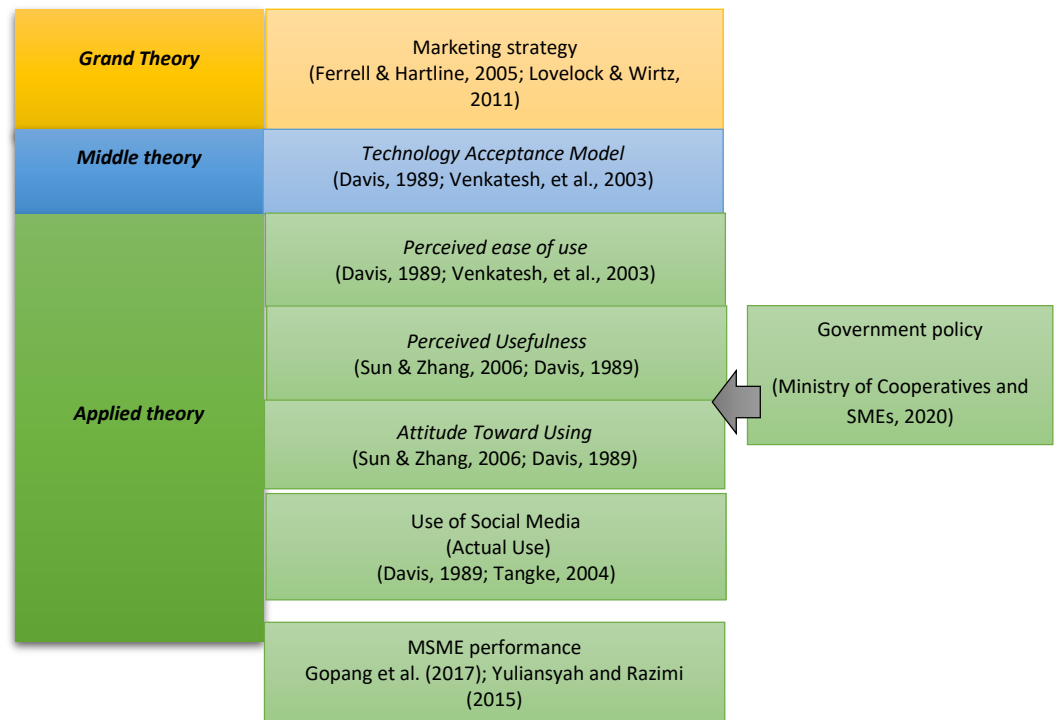 Grand Theory
Marketing strategy
(Ferrell & Hartline, 2005; Lovelock & Wirtz,
2011)
Middle theory
Technology Acceptance Model
(Davis, 1989; Venkatesh, et al., 2003)
Applied theory
Perceived ease of use
(Davis, 1989; Venkatesh, et al., 2003)
Perceived Usefulness
(Sun & Zhang, 2006; Davis, 1989)
Attitude Toward Using
(Sun & Zhang, 2006; Davis, 1989)
Use of Social Media
(Actual Use)
(Davis, 1989; Tangke, 2004)
MSME performance
Gopang et al. (2017); Yuliansyah and Razimi
(2015)
Government policy
(Ministry of Cooperatives and
SMEs, 2020)